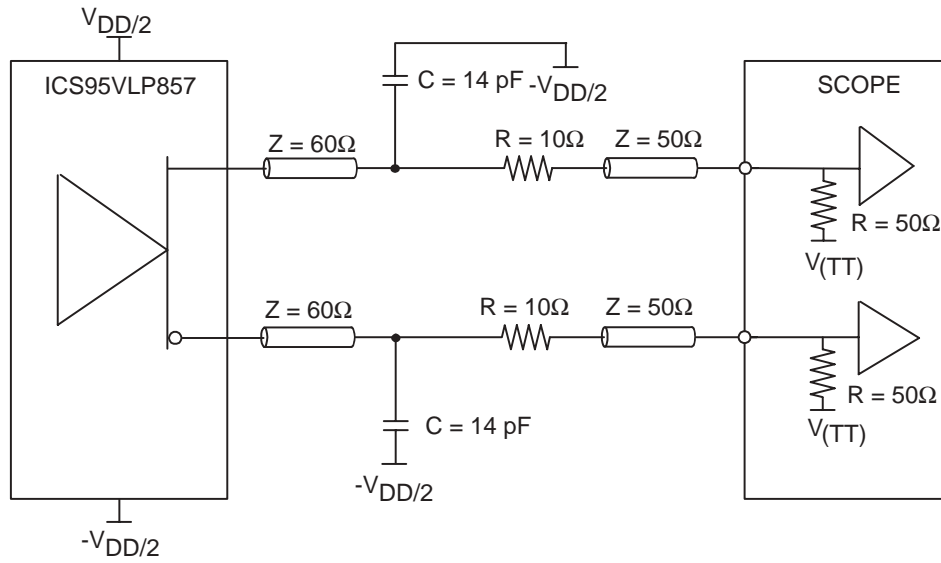 VDD/2
ICS95VLP857
C = 14 pF
-VDD/2
SCOPE
Z = 60Ω
R = 10Ω
Z = 50Ω
R = 50Ω
V(TT)
Z = 60Ω
R = 10Ω
Z = 50Ω
R = 50Ω
V(TT)
C = 14 pF
-VDD/2
-VDD/2